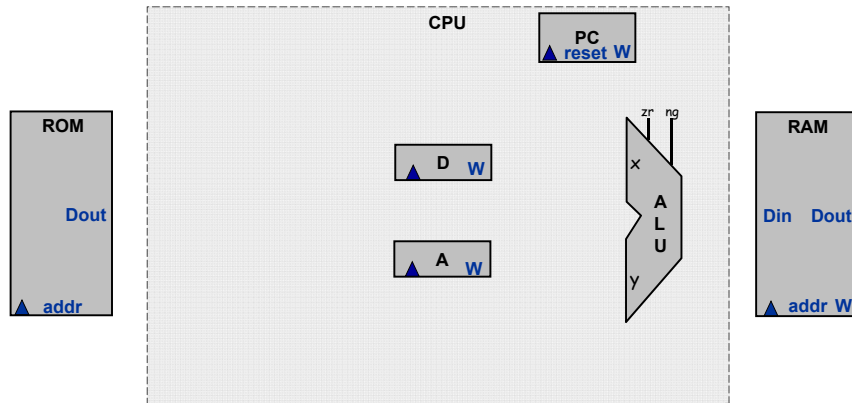 CPU
PC
reset W
ROM
Dout
addr
D
W
A
W
zr ng
x
A
L
U
y
RAM
Din Dout
addr W